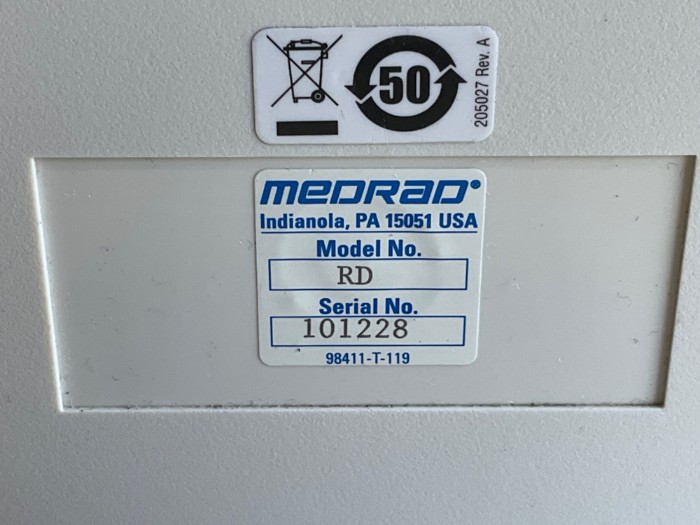 50
205027 Rev. A
MEDRAD®
Indianola, PA 15051 USA
Model No.
RD
Serial No.
101228
98411-T-119